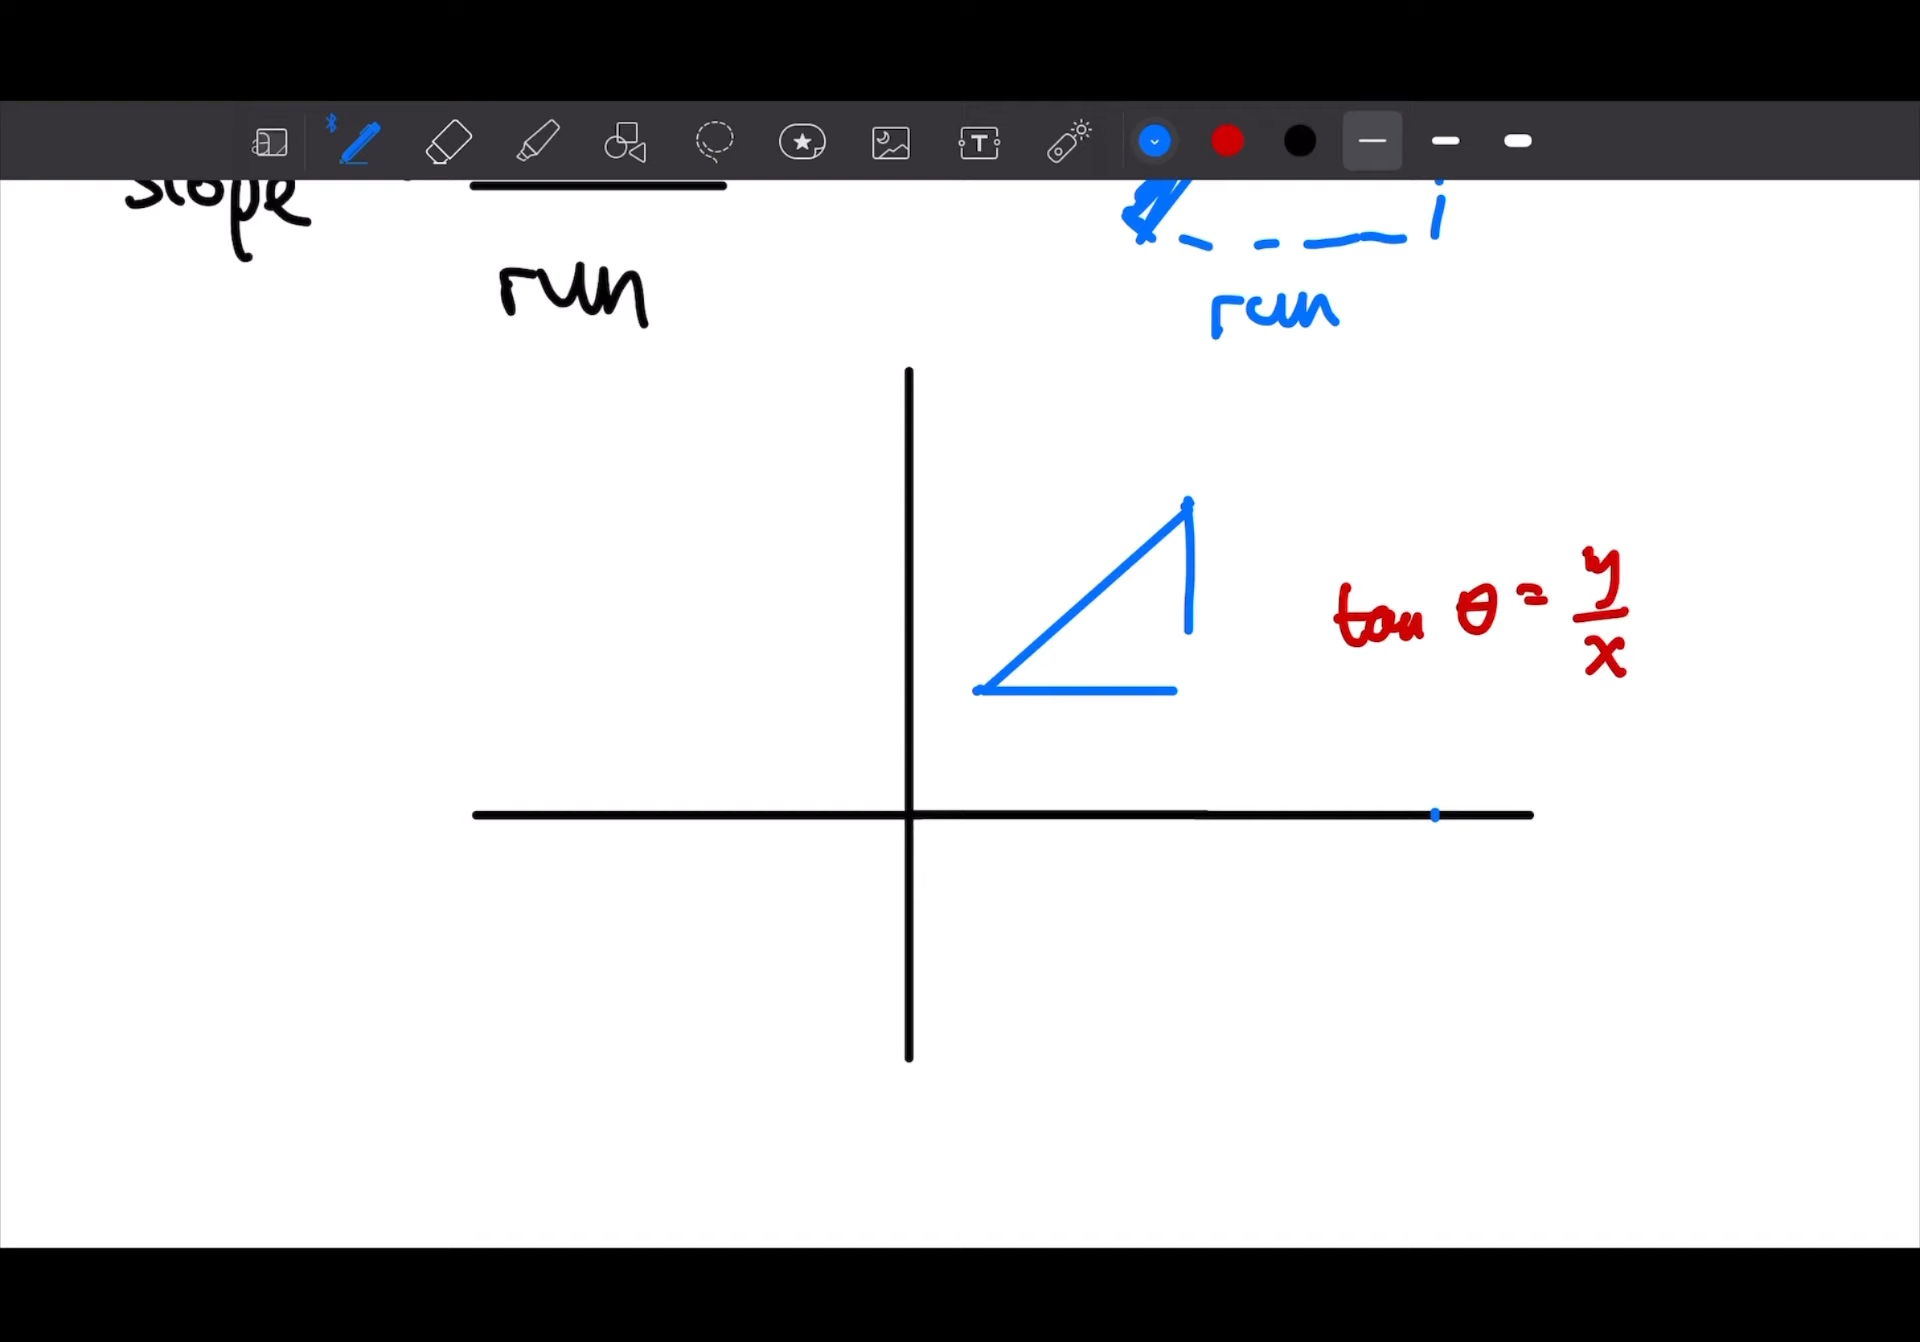 slope
run
run
tan θ = y/x